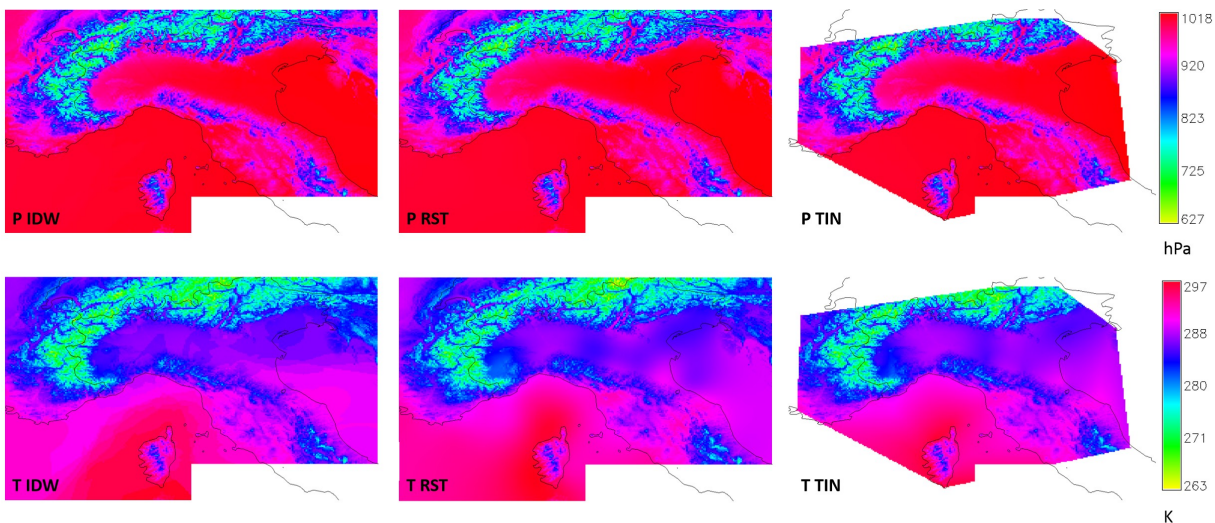 1018
920
823
725
627
hPa
P IDW
P RST
P TIN
297
288
280
271
263
K
T IDW
T RST
T TIN